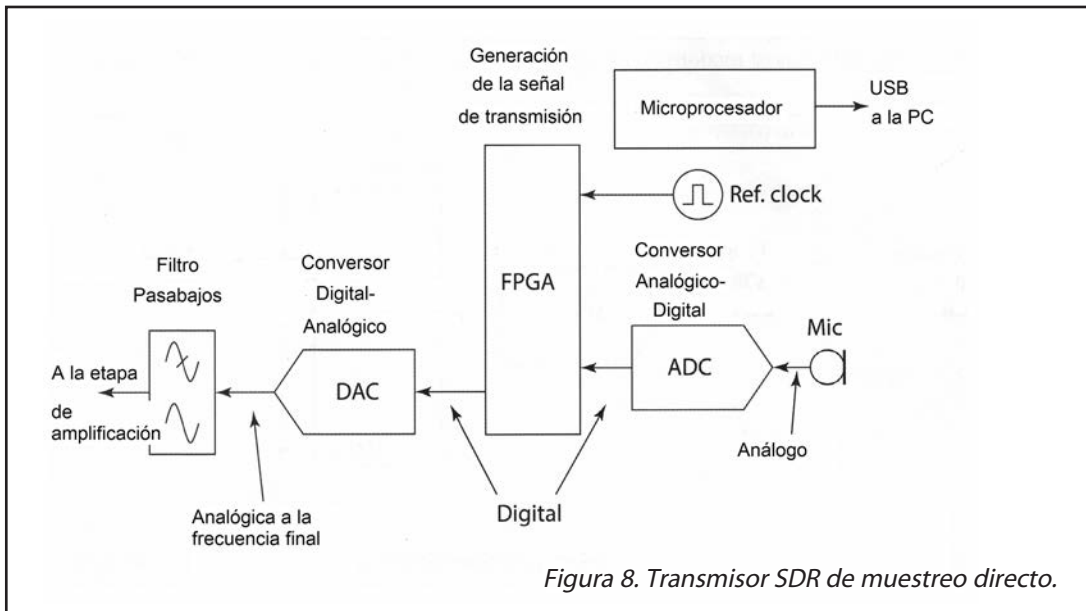 Generación
de la señal
de transmisión
Microprocesador
USB
a la PC
Ref. clock
Filtro
Pasabajos
Conversor
Digital-
Analógico
FPGA
Conversor
Analógico-
Digital
Mic
A la etapa
de
amplificación
DAC
ADC
Análogo
Analógica a la
frecuencia final
Digital
Figura 8. Transmisor SDR de muestreo directo.